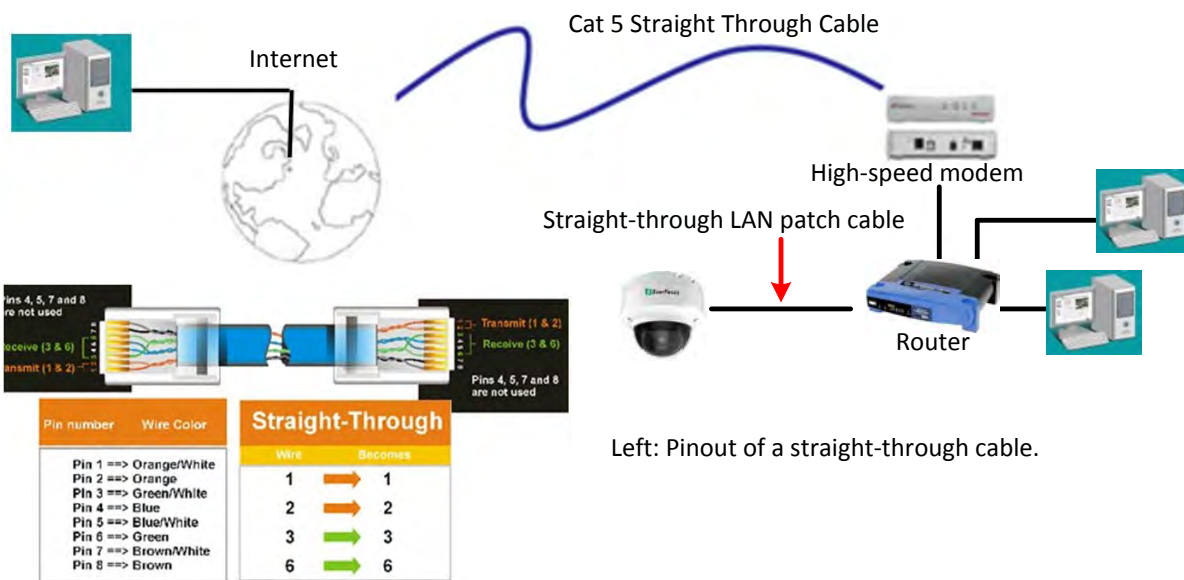 Cat 5 Straight Through Cable
Internet
High-speed modem
Straight-through LAN patch cable
EverFocus
Router
Pins 4, 5, 7 and 8
are not used
Receive (3 & 6)
Transmit (1 & 2)
Transmit (1 & 2)
Receive (3 & 6)
Pins 4, 5, 7 and 8
are not used
Pin number Wire Color
Pin 1 ==> Orange/White
Pin 2 ==> Orange
Pin 3 ==> Green/White
Pin 4 ==> Blue
Pin 5 ==> Blue/White
Pin 6 ==> Green
Pin 7 ==> Brown/White
Pin 8 ==> Brown
Straight-Through
Wire Becomes
1 1
2 2
3 3
6 6
Left: Pinout of a straight-through cable.